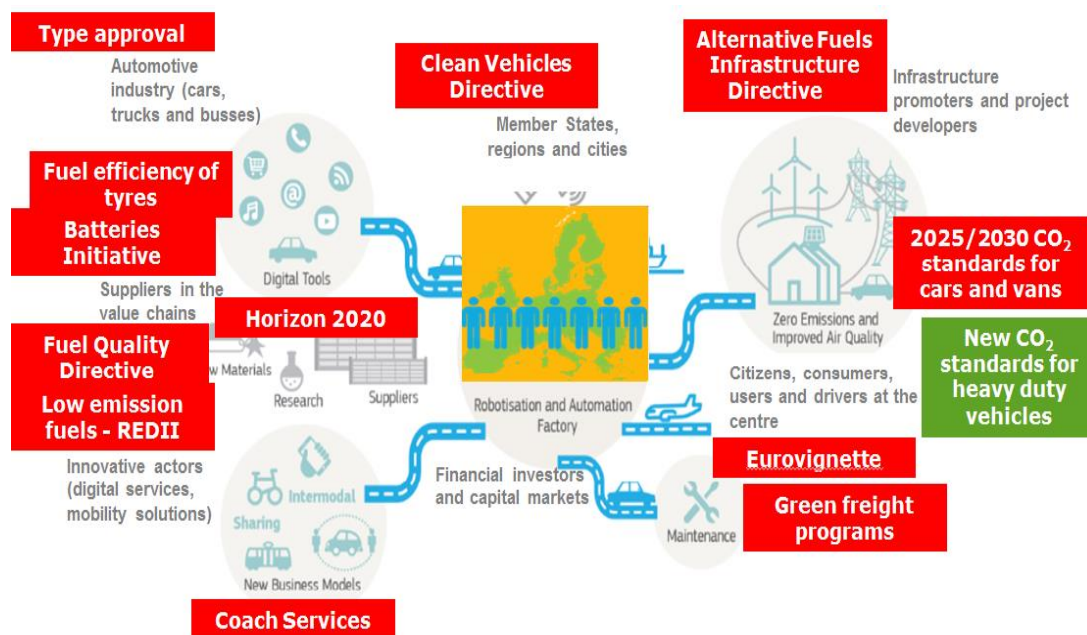 Type approval
Automotive
industry (cars,
trucks and busses)
Clean Vehicles
Directive
Member States,
regions and cities
Alternative Fuels
Infrastructure
Directive
Infrastructure
promoters and project
developers
Fuel efficiency of
tyres
Batteries
Initiative
@
Digital Tools
Suppliers in the
value chains
Horizon 2020
Fuel Quality
Directive
Materials
Research
Suppliers
Low emission
fuels - REDII
Innovative actors
(digital services,
mobility solutions)
Intermodal
Sharing
New Business Models
Coach Services
Robotisation and Automation
Factory
Financial investors
and capital markets
Zero Emissions and
Improved Air Quality
2025/2030 CO₂
standards for
cars and vans
New CO₂
standards for
heavy duty
vehicles
Citizens, consumers,
users and drivers at the
centre
Eurovignette
Green freight
programs
Maintenance